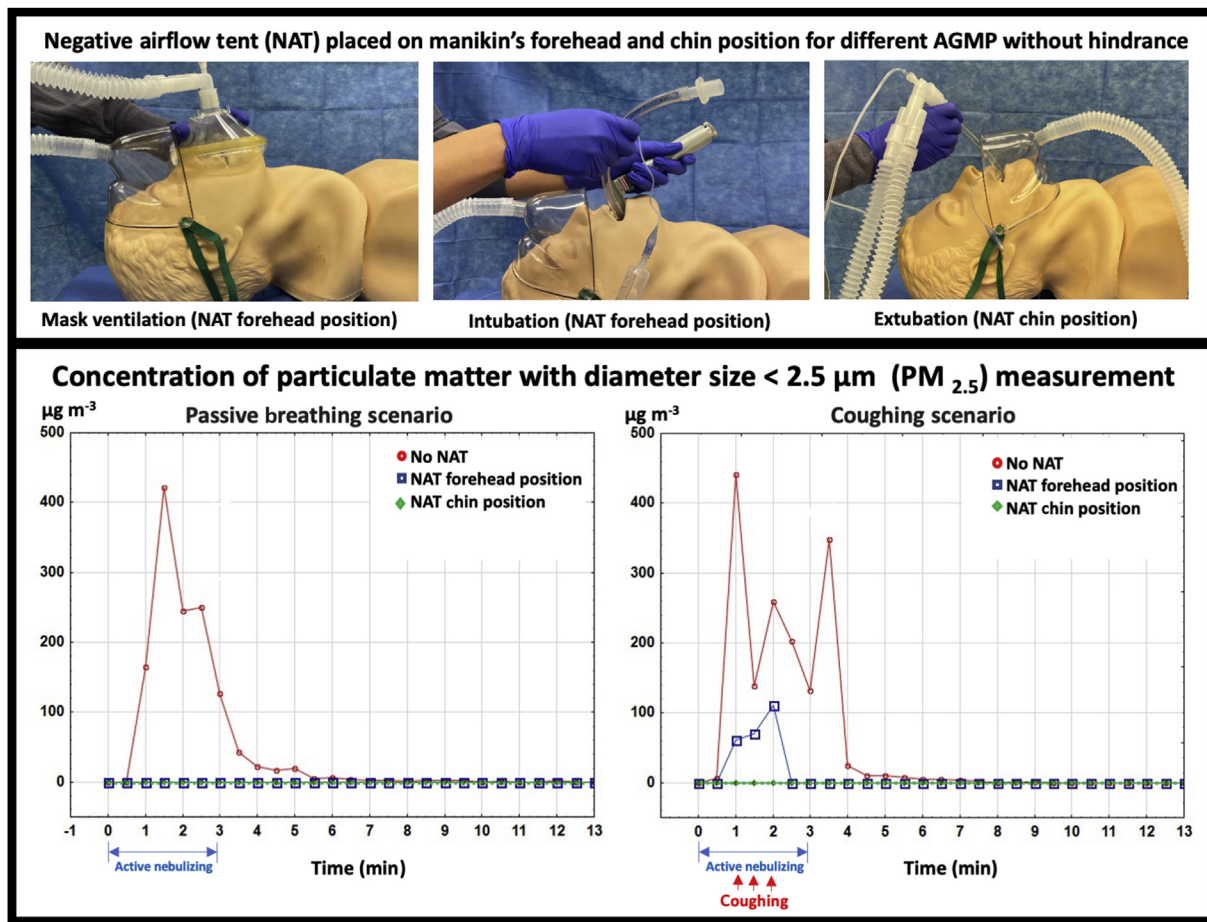 Negative airflow tent (NAT) placed on manikin's forehead and chin position for different AGMP without hindrance
Mask ventilation (NAT forehead position)
Intubation (NAT forehead position)
Extubation (NAT chin position)
Concentration of particulate matter with diameter size < 2.5 µm (PM 2.5) measurement
µg m-3
Passive breathing scenario
500
400
300
200
100
0
No NAT
NAT forehead position
NAT chin position
-1 0 1 2 3 4 5 6 7 8 9 10 11 12 13
Active nebulizing
Time (min)
µg m-3
Coughing scenario
500
400
300
200
100
0
No NAT
NAT forehead position
NAT chin position
0 1 2 3 4 5 6 7 8 9 10 11 12 13
Active nebulizing
Time (min)
Coughing